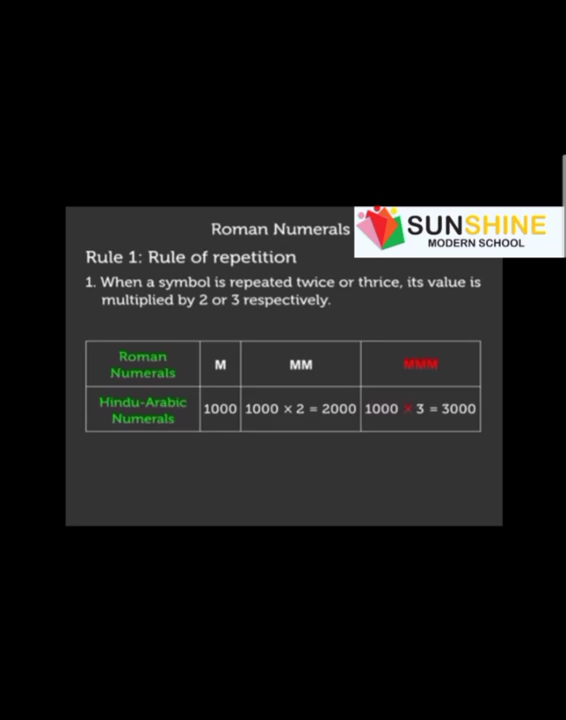 Roman Numerals
SUNSHINE
MODERN SCHOOL
Rule 1: Rule of repetition
1. When a symbol is repeated twice or thrice, its value is
multiplied by 2 or 3 respectively.
Roman Numerals M MM MMM
Hindu-Arabic Numerals 1000 1000 × 2 = 2000 1000 × 3 = 3000